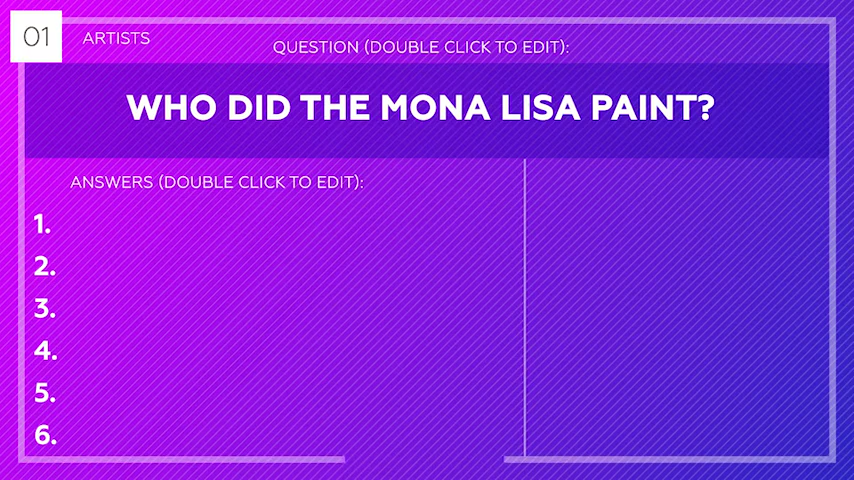 01
ARTISTS
QUESTION (DOUBLE CLICK TO EDIT):
WHO DID THE MONA LISA PAINT?
ANSWERS (DOUBLE CLICK TO EDIT):
1.
2.
3.
4.
5.
6.